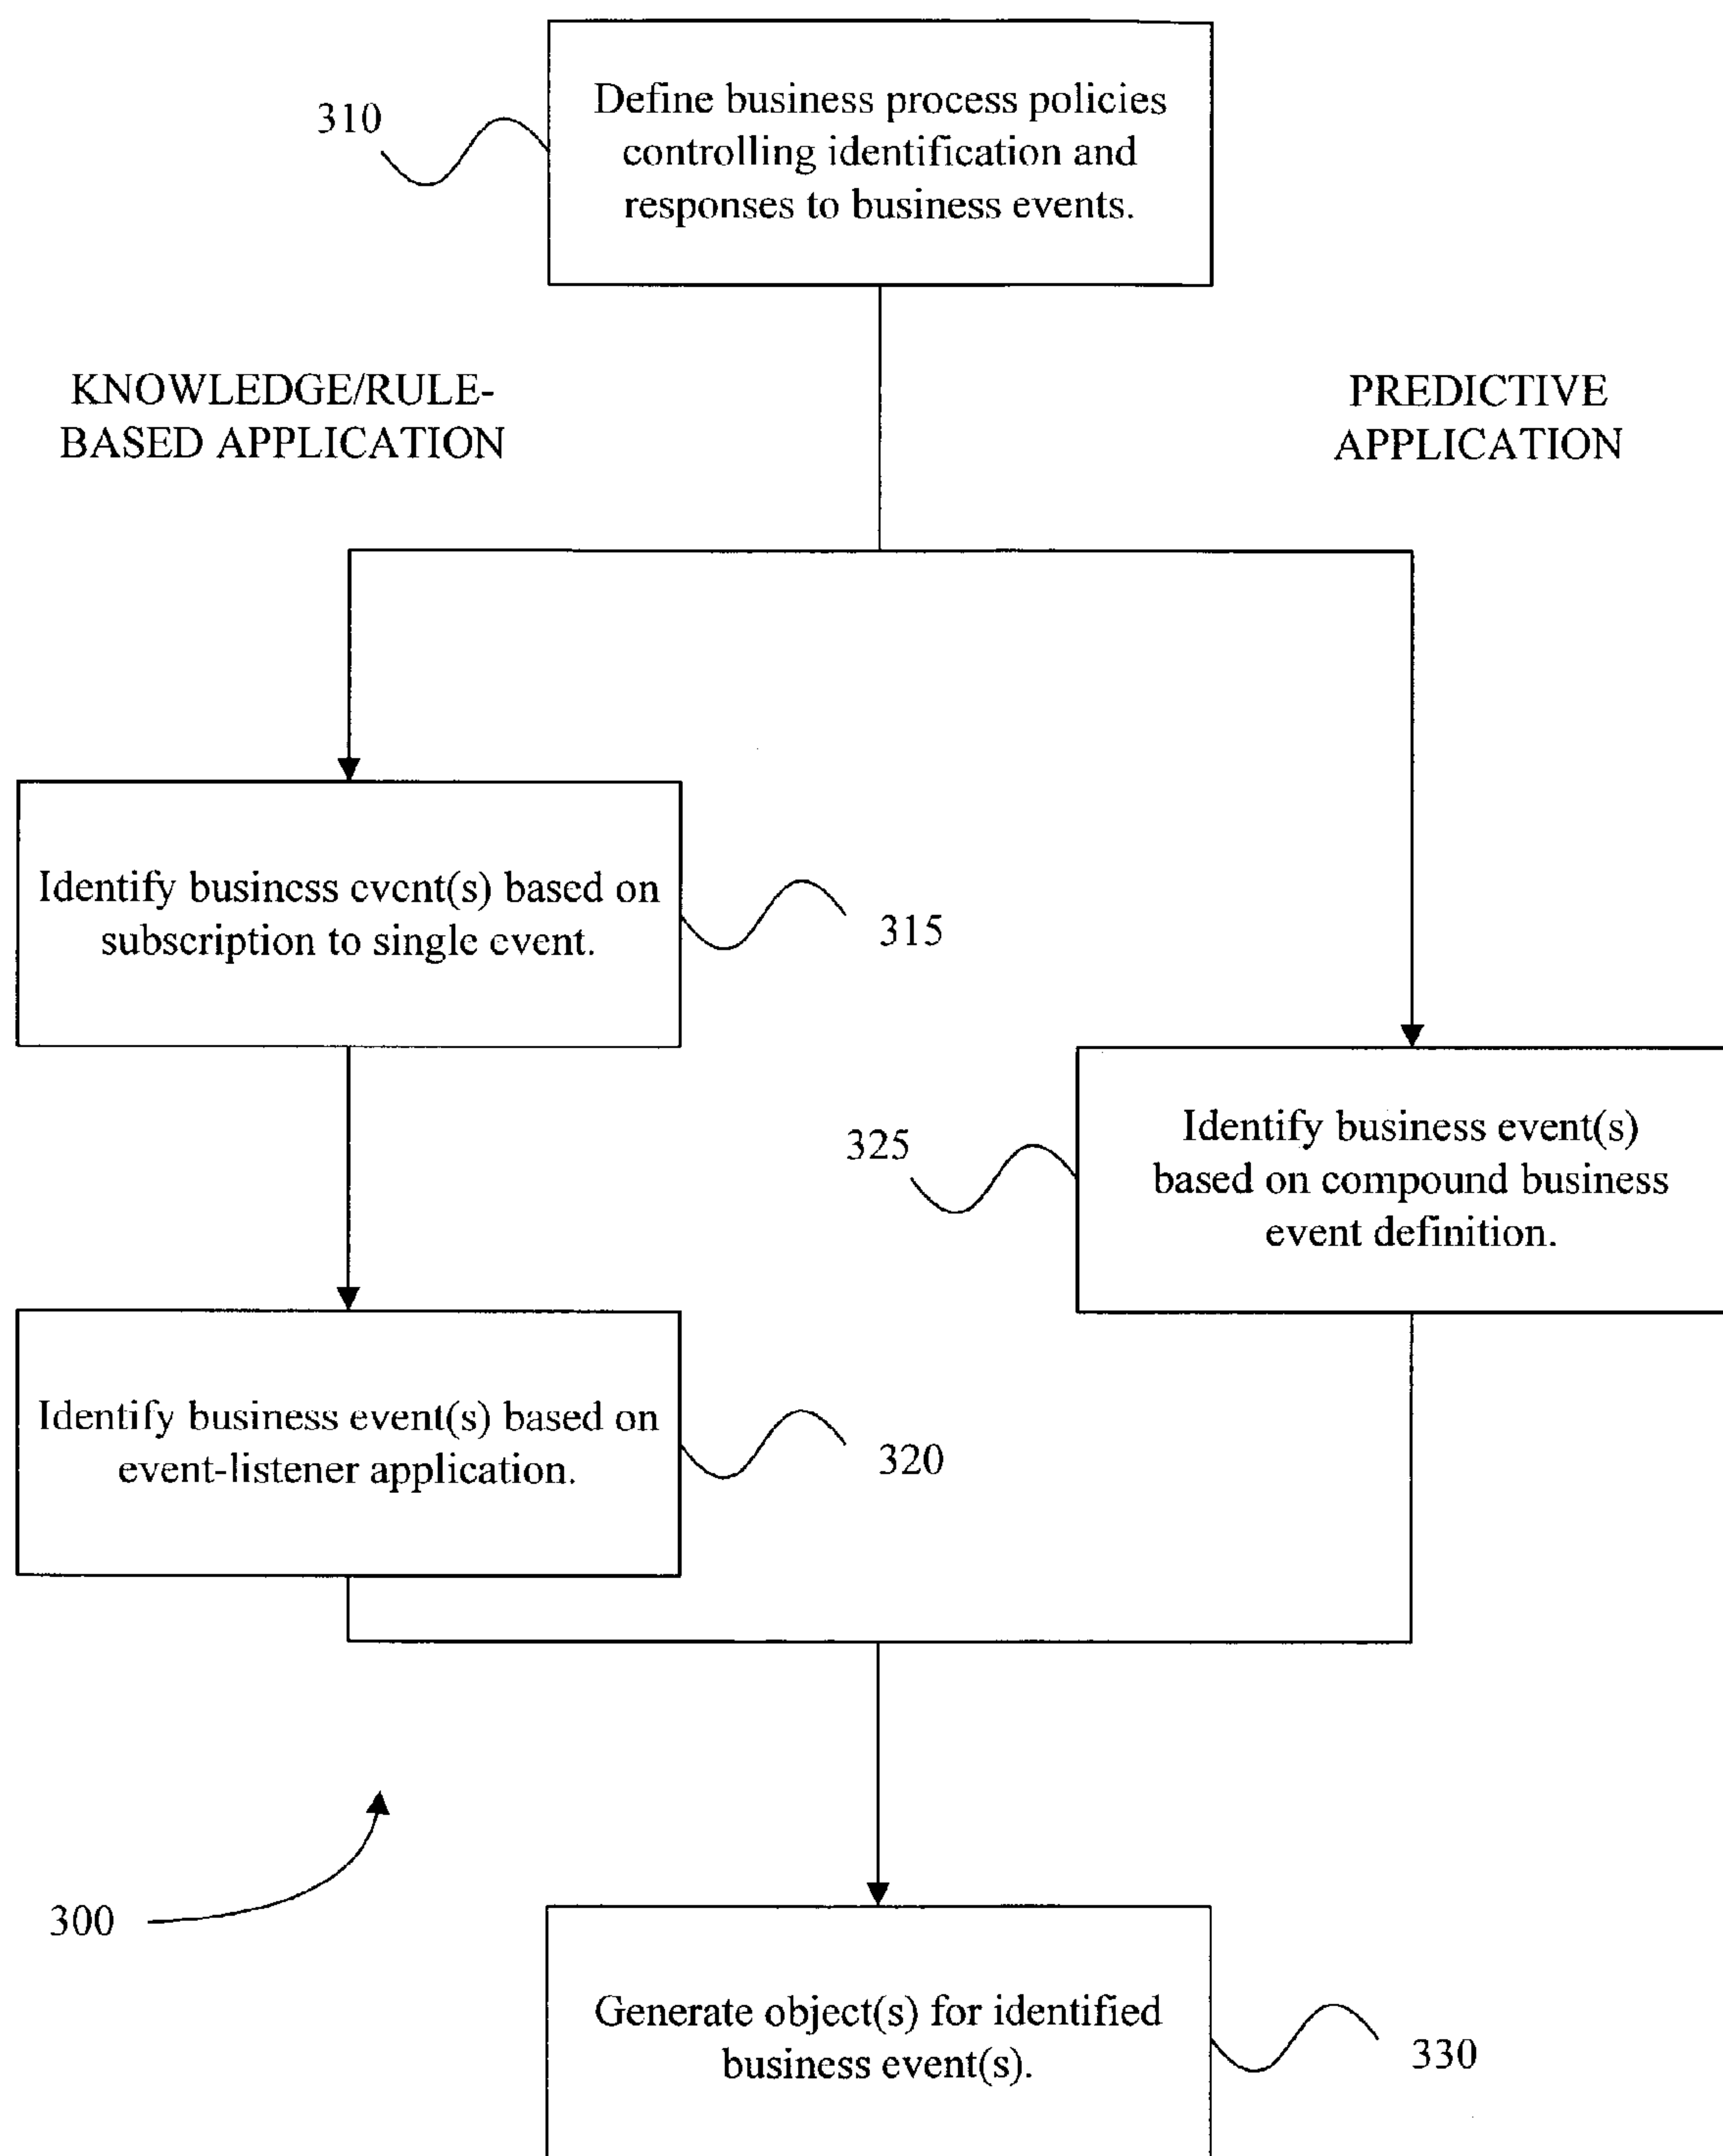 310
Define business process policies
controlling identification and
responses to business events.
KNOWLEDGE/RULE-
BASED APPLICATION
PREDICTIVE
APPLICATION
Identify business event(s) based on
subscription to single event.
315
325
Identify business event(s)
based on compound business
event definition.
Identify business event(s) based on
event-listener application.
320
300
Generate object(s) for identified
business event(s).
330